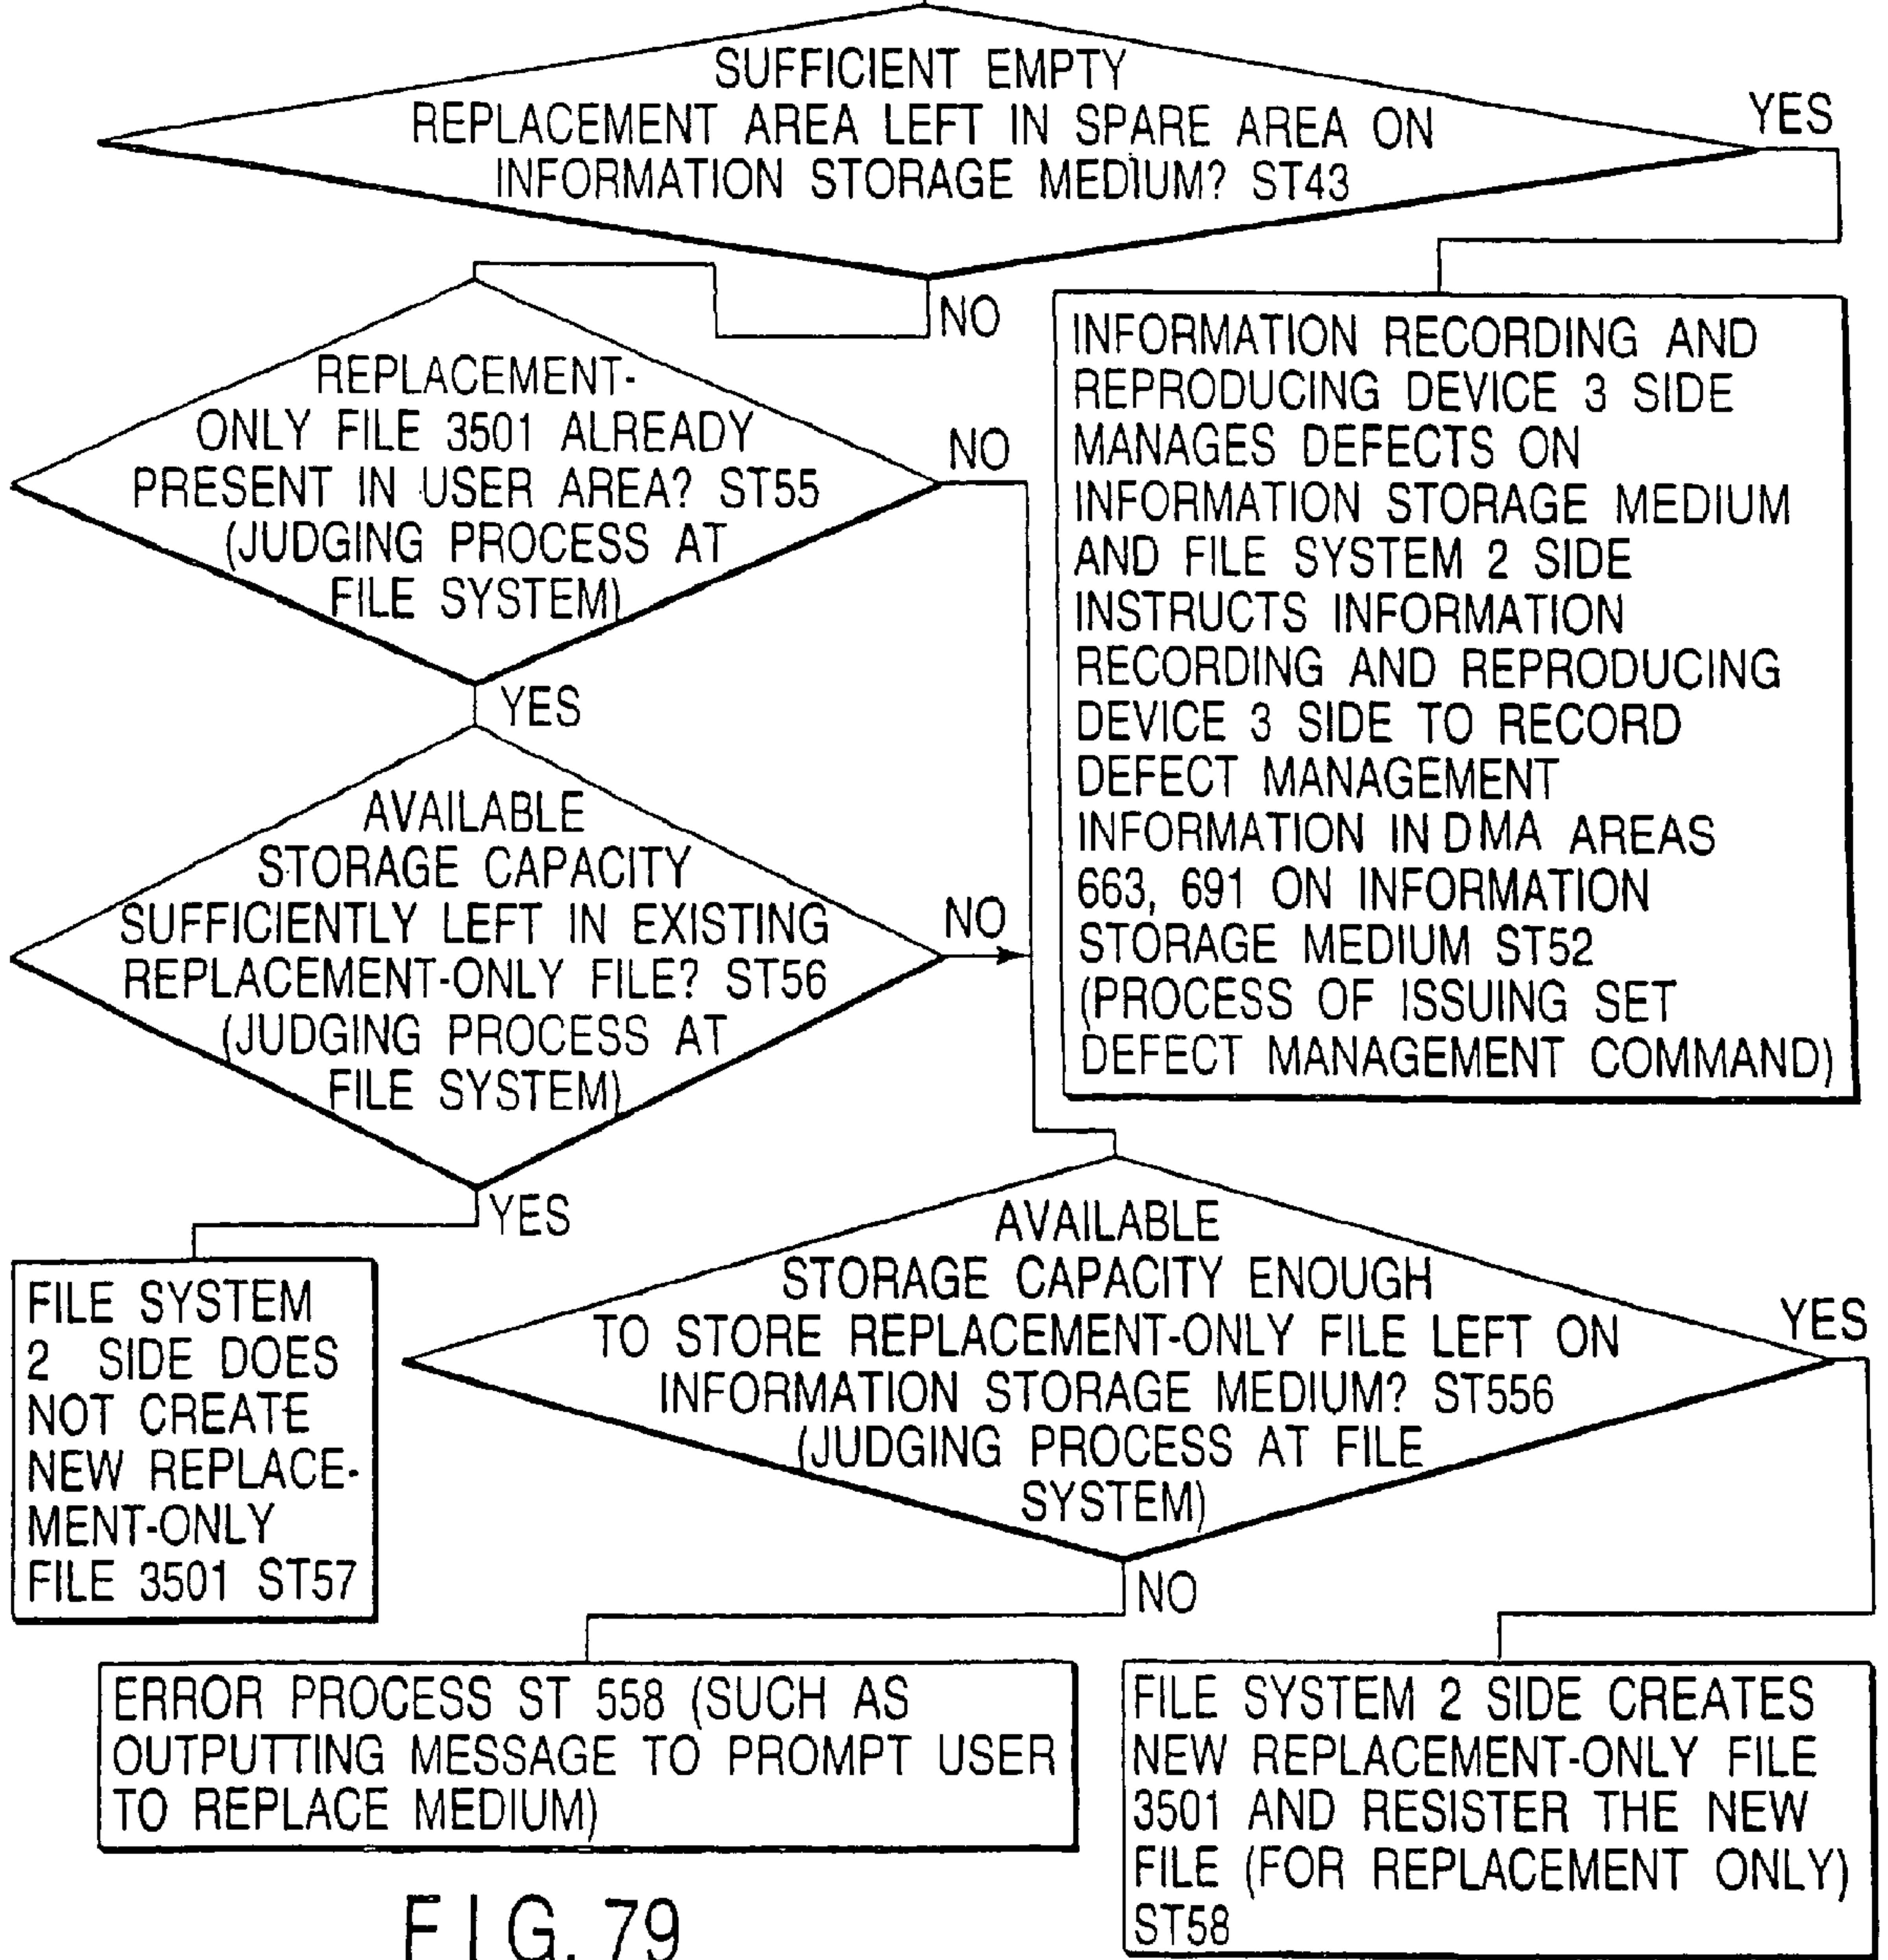 SUFFICIENT EMPTY
REPLACEMENT AREA LEFT IN SPARE AREA ON
INFORMATION STORAGE MEDIUM? ST43
YES
NO
REPLACEMENT-
ONLY FILE 3501 ALREADY
PRESENT IN USER AREA? ST55
(JUDGING PROCESS AT
FILE SYSTEM)
NO
YES
INFORMATION RECORDING AND
REPRODUCING DEVICE 3 SIDE
MANAGES DEFECTS ON
INFORMATION STORAGE MEDIUM
AND FILE SYSTEM 2 SIDE
INSTRUCTS INFORMATION
RECORDING AND REPRODUCING
DEVICE 3 SIDE TO RECORD
DEFECT MANAGEMENT
INFORMATION IN DMA AREAS
663, 691 ON INFORMATION
STORAGE MEDIUM ST52
(PROCESS OF ISSUING SET
DEFECT MANAGEMENT COMMAND)
AVAILABLE
STORAGE CAPACITY
SUFFICIENTLY LEFT IN EXISTING
REPLACEMENT-ONLY FILE? ST56
(JUDGING PROCESS AT
FILE SYSTEM)
NO
YES
FILE SYSTEM
2 SIDE DOES
NOT CREATE
NEW REPLACE-
MENT-ONLY
FILE 3501 ST57
AVAILABLE
STORAGE CAPACITY ENOUGH
TO STORE REPLACEMENT-ONLY FILE LEFT ON
INFORMATION STORAGE MEDIUM? ST556
(JUDGING PROCESS AT FILE
SYSTEM)
YES
NO
ERROR PROCESS ST 558 (SUCH AS
OUTPUTTING MESSAGE TO PROMPT USER
TO REPLACE MEDIUM)
FILE SYSTEM 2 SIDE CREATES
NEW REPLACEMENT-ONLY FILE
3501 AND RESISTER THE NEW
FILE (FOR REPLACEMENT ONLY)
ST58
FIG. 79